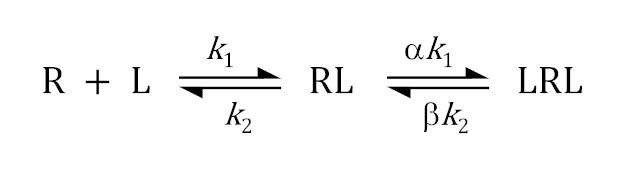 k₁ αk₁
R + L ⇌ RL ⇌ LRL
k₂ βk₂